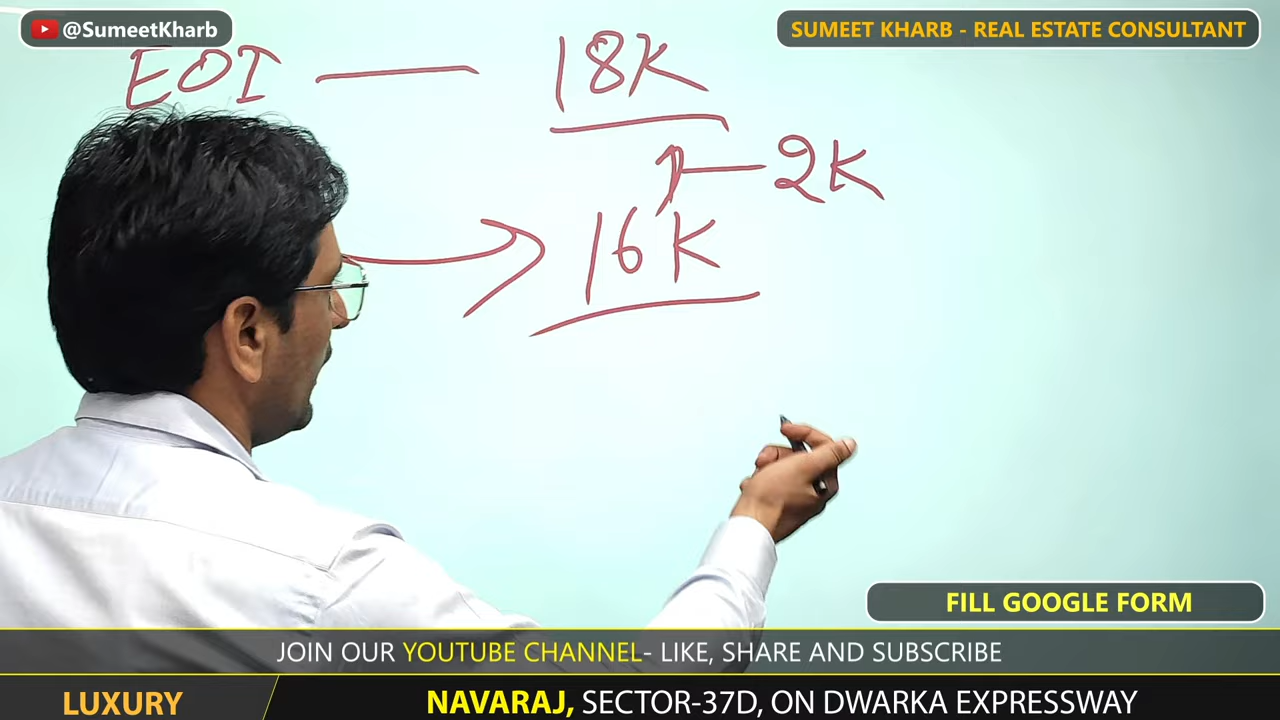 @SumeetKharb
SUMEET KHARB - REAL ESTATE CONSULTANT
EOI — 18K
2K
16K
FILL GOOGLE FORM
JOIN OUR YOUTUBE CHANNEL- LIKE, SHARE AND SUBSCRIBE
LUXURY
NAVARAJ, SECTOR-37D, ON DWARKA EXPRESSWAY